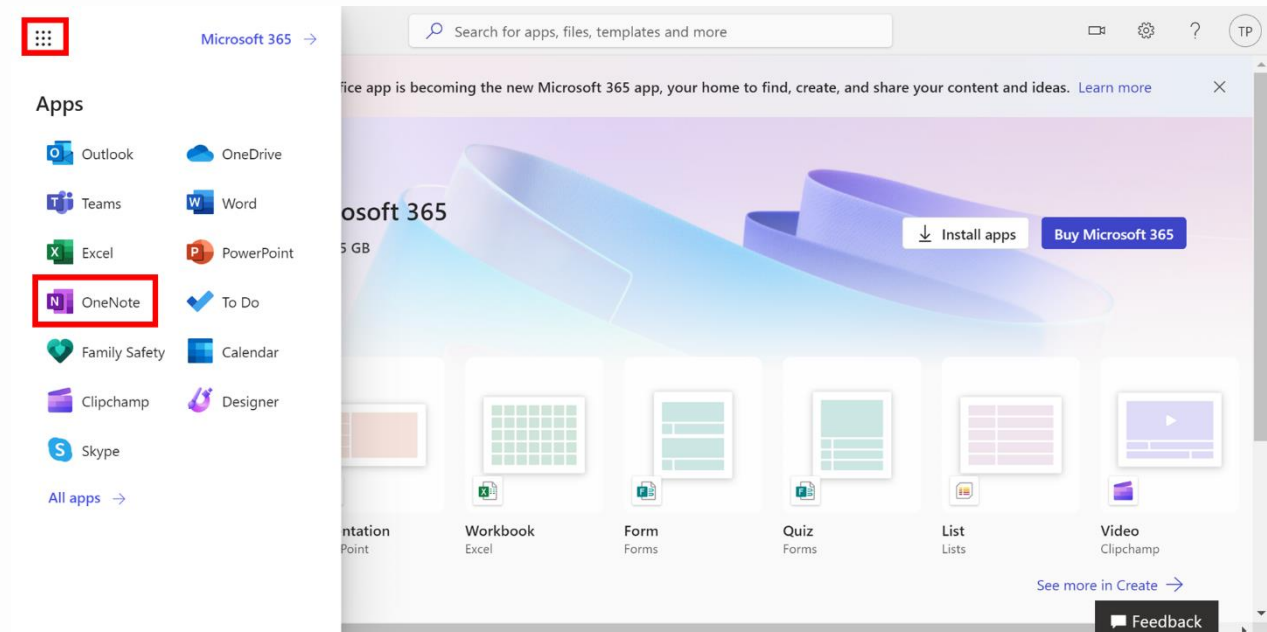 Microsoft 365 →
Search for apps, files, templates and more
TP
Apps
Outlook
OneDrive
Teams
Word
Excel
PowerPoint
OneNote
To Do
Family Safety
Calendar
Clipchamp
Designer
Skype
All apps →
fice app is becoming the new Microsoft 365 app, your home to find, create, and share your content and ideas. Learn more
osoft 365
5 GB
Install apps
Buy Microsoft 365
ntation
Point
Workbook
Excel
Form
Forms
Quiz
Forms
List
Lists
Video
Clipchamp
See more in Create →
Feedback